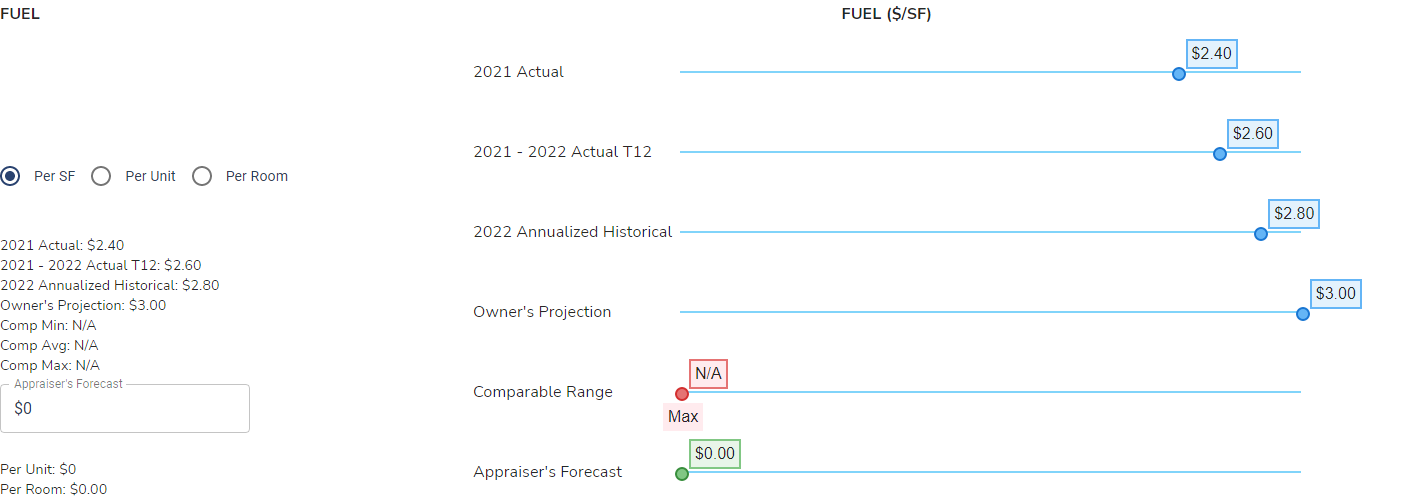 FUEL
Per SF
Per Unit
Per Room
2021 Actual: $2.40
2021 - 2022 Actual T12: $2.60
2022 Annualized Historical: $2.80
Owner's Projection: $3.00
Comp Min: N/A
Comp Avg: N/A
Comp Max: N/A
Appraiser's Forecast
$0
Per Unit: $0
Per Room: $0.00
FUEL ($/SF)
2021 Actual
$2.40
2021 - 2022 Actual T12
$2.60
2022 Annualized Historical
$2.80
Owner's Projection
$3.00
Comparable Range
N/A
Max
Appraiser's Forecast
$0.00